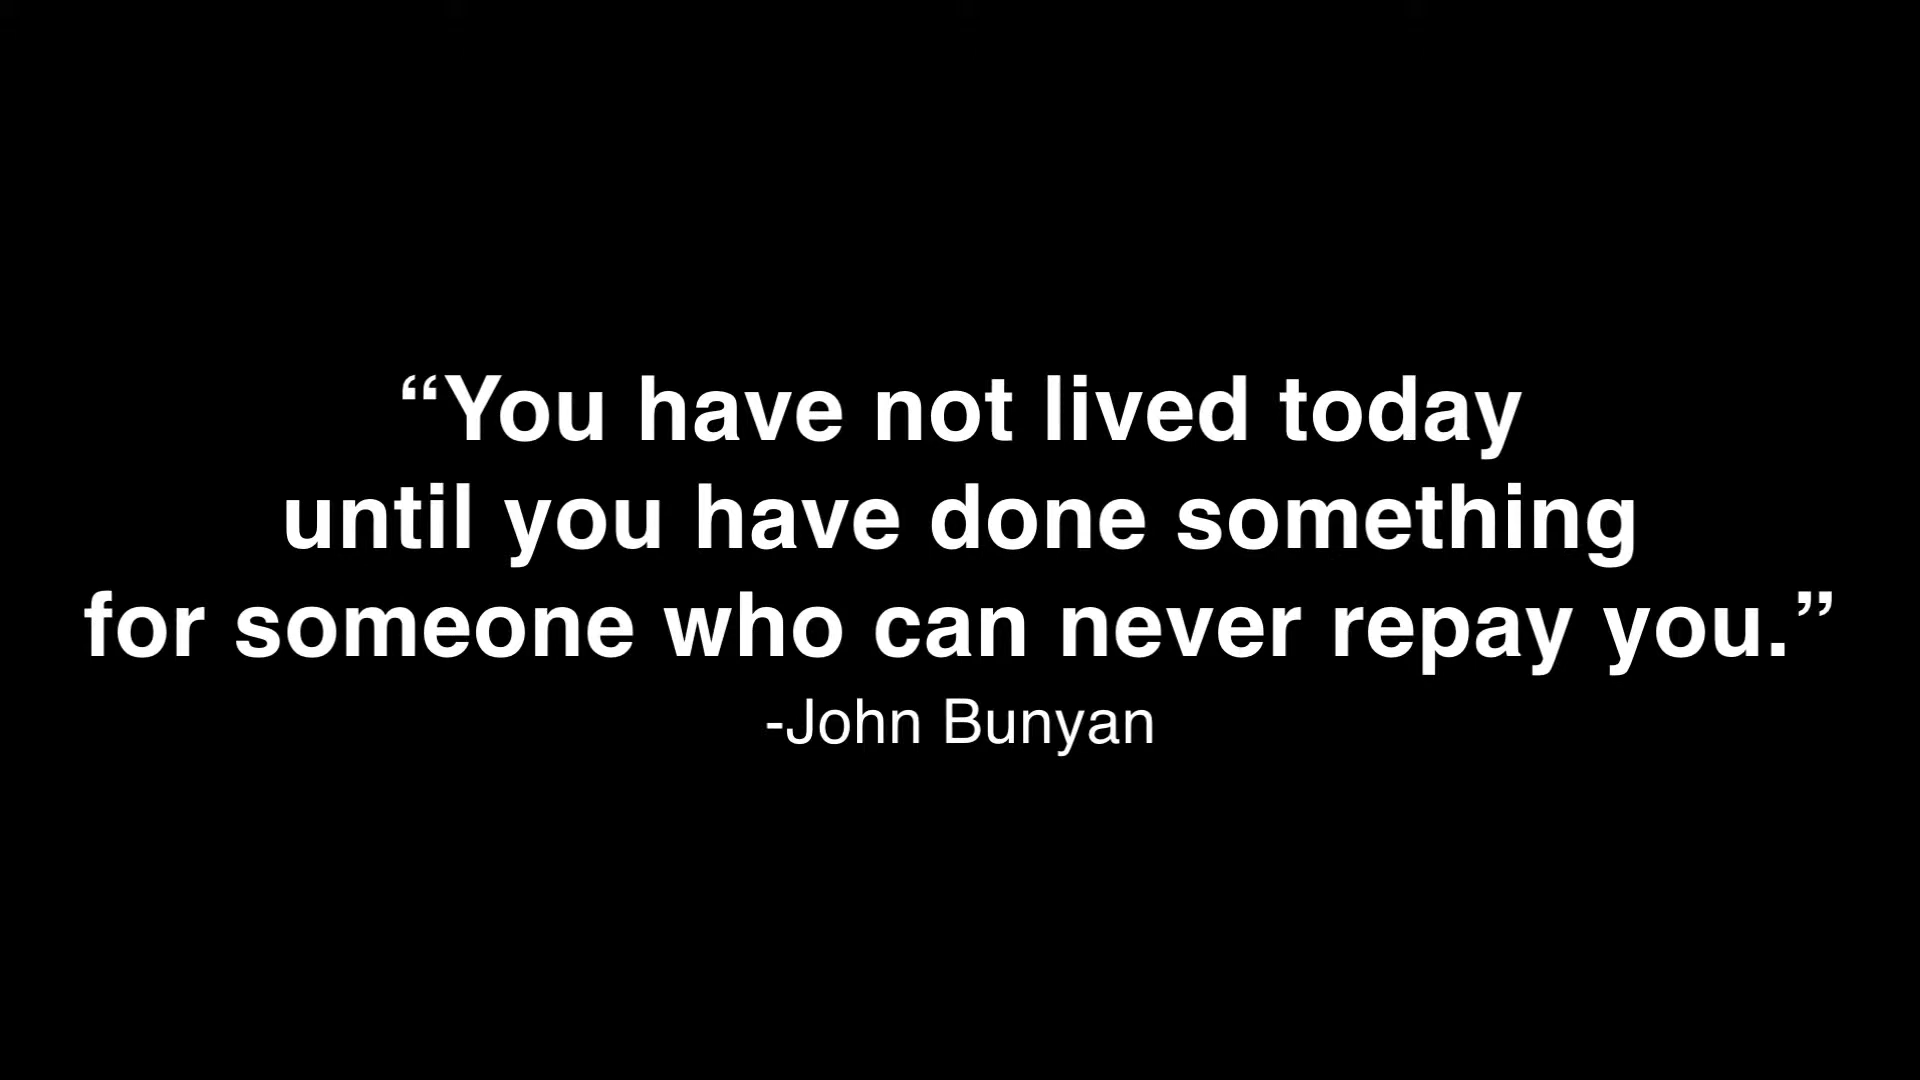 “You have not lived today
until you have done something
for someone who can never repay you.”
-John Bunyan